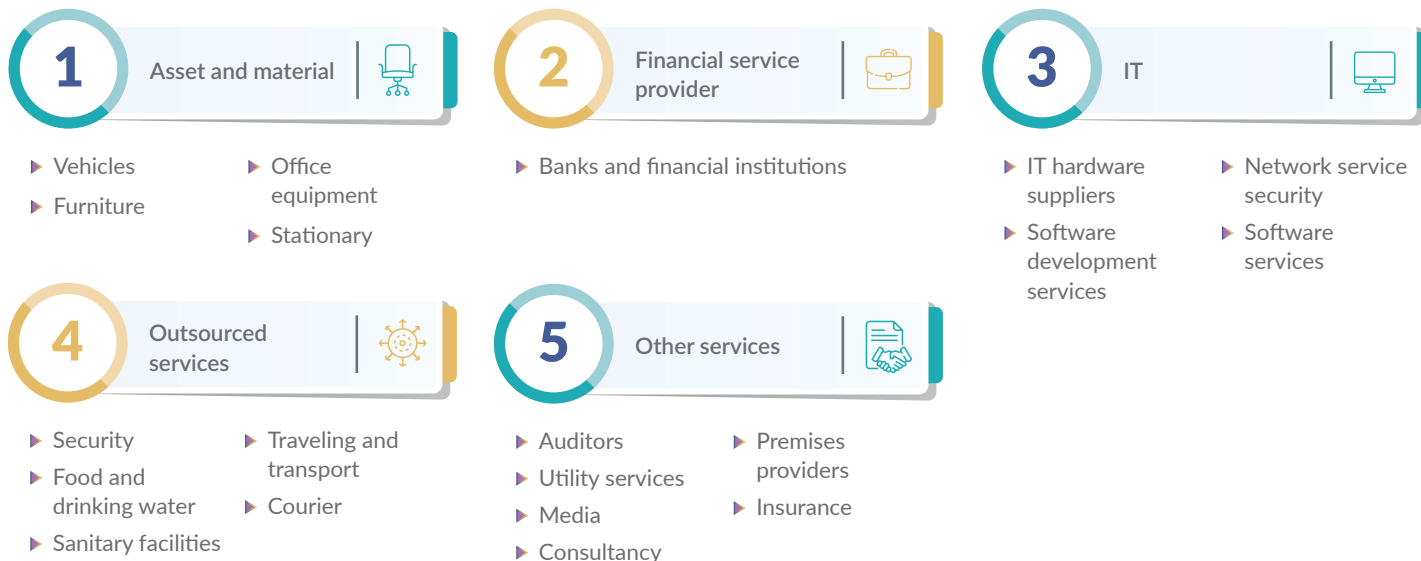 1
Asset and material
Vehicles
Furniture
Office
equipment
Stationary
2
Financial service
provider
Banks and financial institutions
3
IT
IT hardware
suppliers
Software
development
services
Network service
security
Software
services
4
Outsourced
services
Security
Food and
drinking water
Sanitary facilities
Traveling and
transport
Courier
5
Other services
Auditors
Utility services
Media
Consultancy
Premises
providers
Insurance